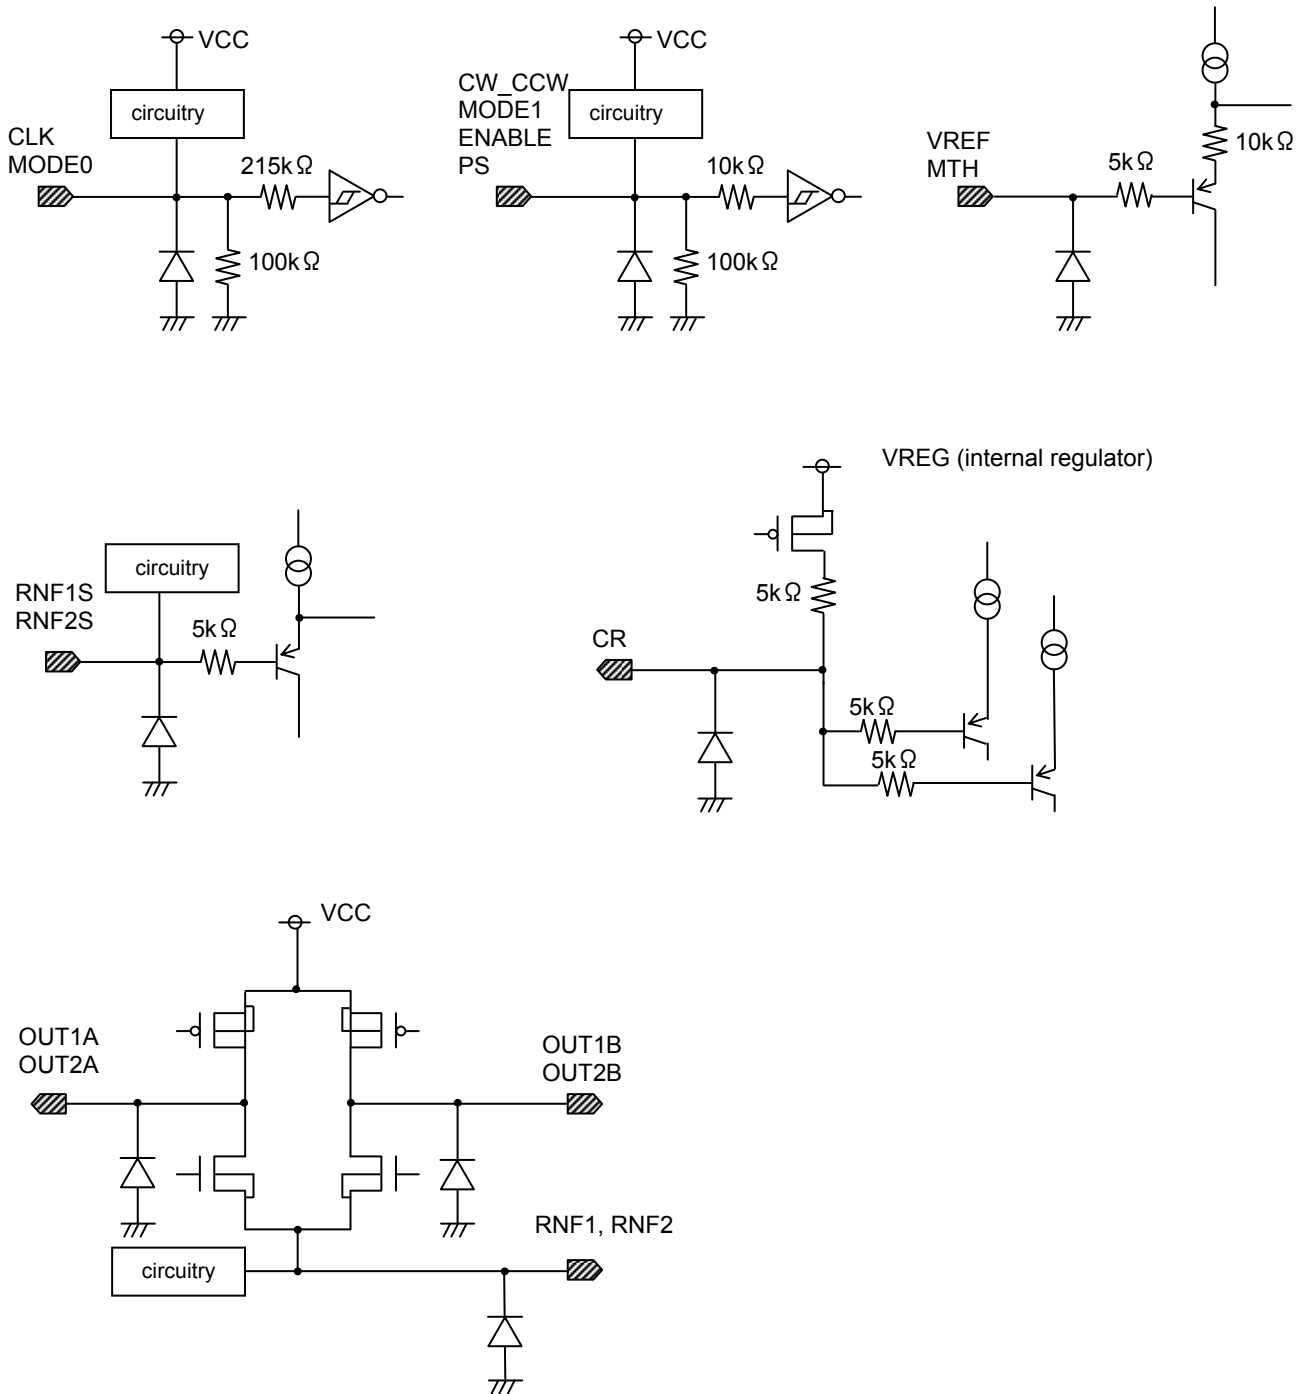 VCC
circuitry
CLK
MODE0
215kΩ
100kΩ
VCC
CW_CCW
MODE1
ENABLE
PS
circuitry
10kΩ
100kΩ
VREF
MTH
5kΩ
10kΩ
circuitry
RNF1S
RNF2S
5kΩ
VREG (internal regulator)
5kΩ
CR
5kΩ
5kΩ
VCC
OUT1A
OUT2A
OUT1B
OUT2B
RNF1, RNF2
circuitry